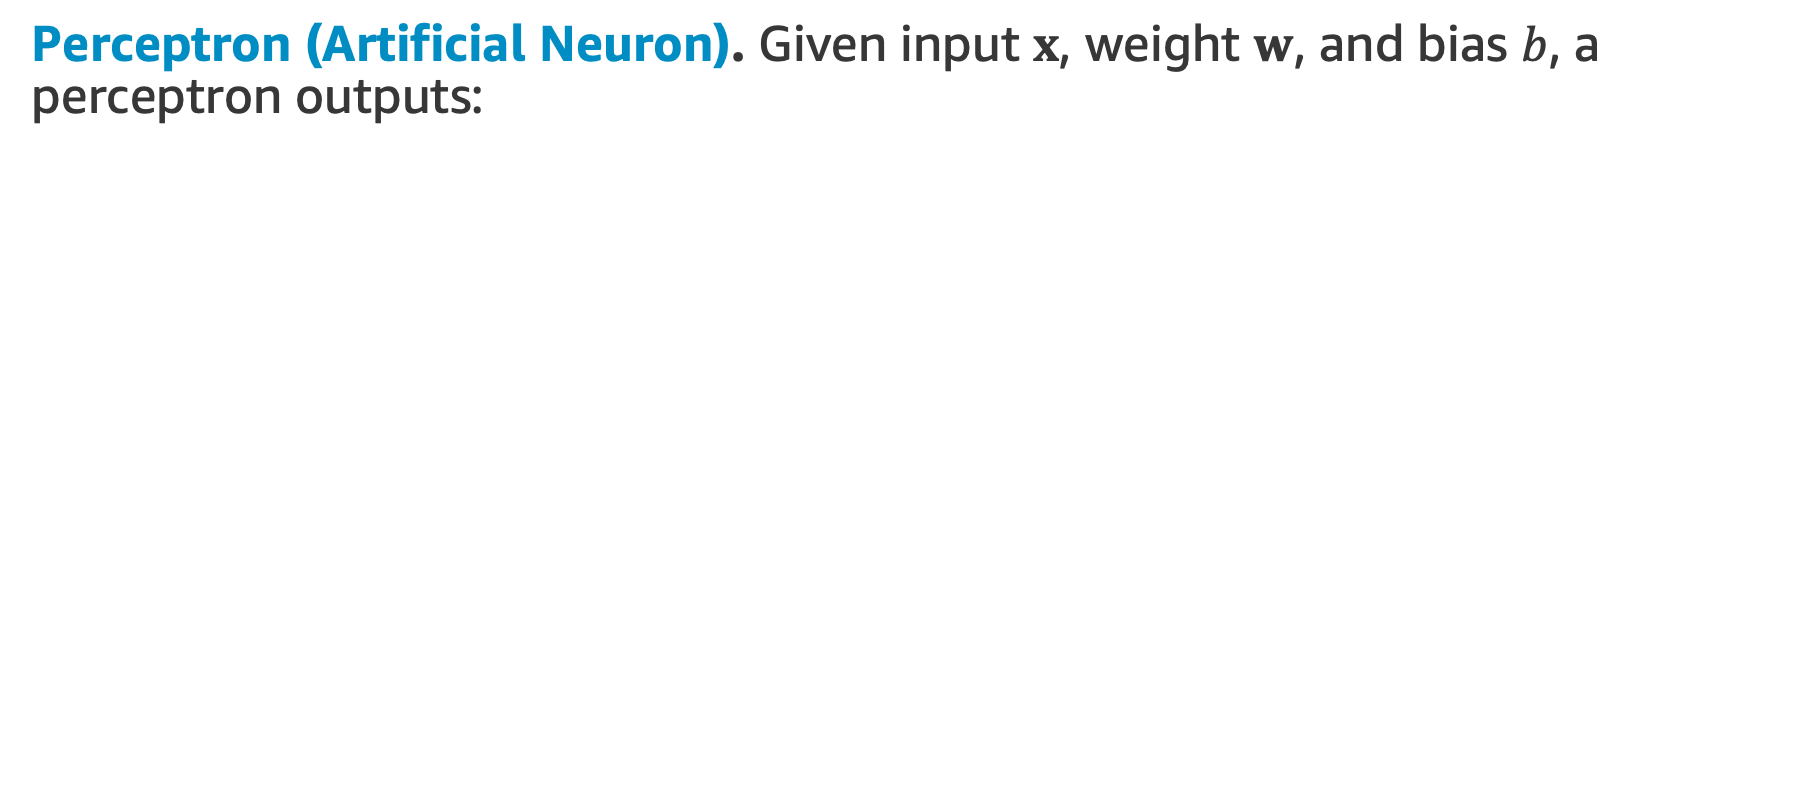 Perceptron (Artificial Neuron). Given input x, weight w, and bias b, a
perceptron outputs: